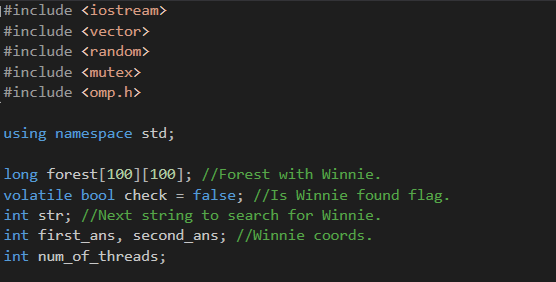 #include <iostream>
#include <vector>
#include <random>
#include <mutex>
#include <omp.h>
using namespace std;
long forest[100][100]; //Forest with Winnie.
volatile bool check = false; //Is Winnie found flag.
int str; //Next string to search for Winnie.
int first_ans, second_ans; //Winnie coords.
int num_of_threads;